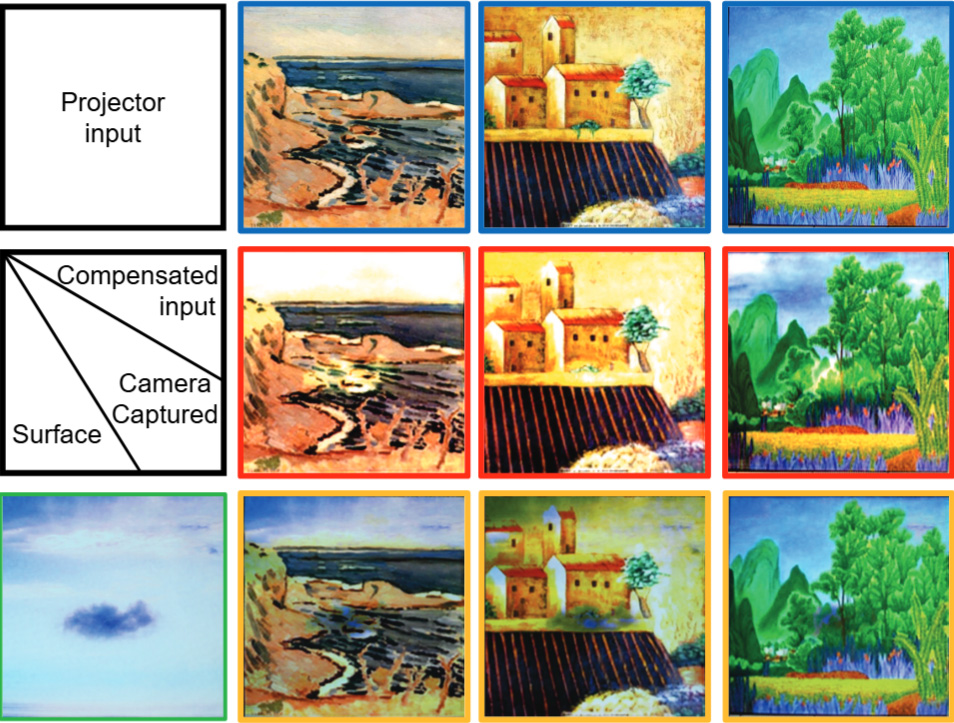 Projector
input
Compensated
input
Camera
Captured
Surface